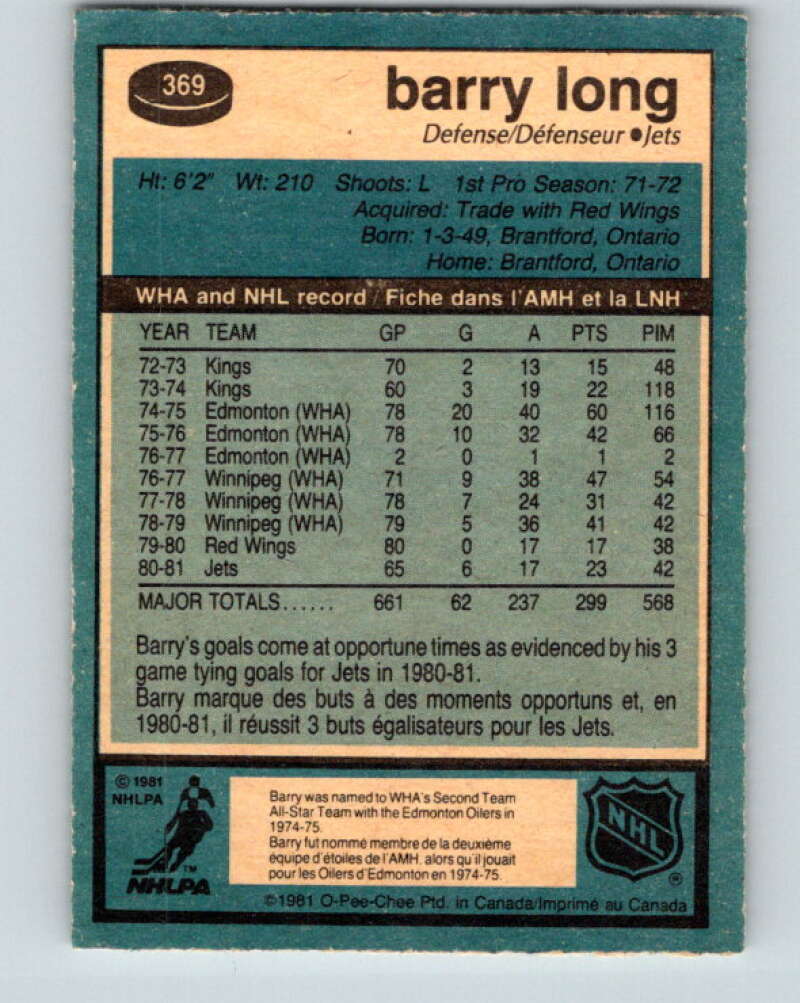 369
barry long
Defense/Défenseur ● Jets
Ht: 6'2" Wt: 210 Shoots: L 1st Pro Season: 71-72
Acquired: Trade with Red Wings
Born: 1-3-49, Brantford, Ontario
Home: Brantford, Ontario
WHA and NHL record / Fiche dans l'AMH et la LNH
YEAR TEAM GP G A PTS PIM
72-73 Kings 70 2 13 15 48
73-74 Kings 60 3 19 22 118
74-75 Edmonton (WHA) 78 20 40 60 116
75-76 Edmonton (WHA) 78 10 32 42 66
76-77 Edmonton (WHA) 2 0 1 1 2
76-77 Winnipeg (WHA) 71 9 38 47 54
77-78 Winnipeg (WHA) 78 7 24 31 42
78-79 Winnipeg (WHA) 79 5 36 41 42
79-80 Red Wings 80 0 17 17 38
80-81 Jets 65 6 17 23 42
MAJOR TOTALS...... 661 62 237 299 568
Barry's goals come at opportune times as evidenced by his 3
game tying goals for Jets in 1980-81.
Barry marque des buts à des moments opportuns et, en
1980-81, il réussit 3 buts égalisateurs pour les Jets.
© 1981
NHLPA
TM
NHLPA
Barry was named to WHA's Second Team
All-Star Team with the Edmonton Oilers in
1974-75.
Barry fut nommé membre de la deuxième
équipe d'étoiles de l'AMH, alors qu'il jouait
pour les Oilers d'Edmonton en 1974-75.
NHL
®
©1981 O-Pee-Chee Ptd. in Canada/Imprimé au Canada